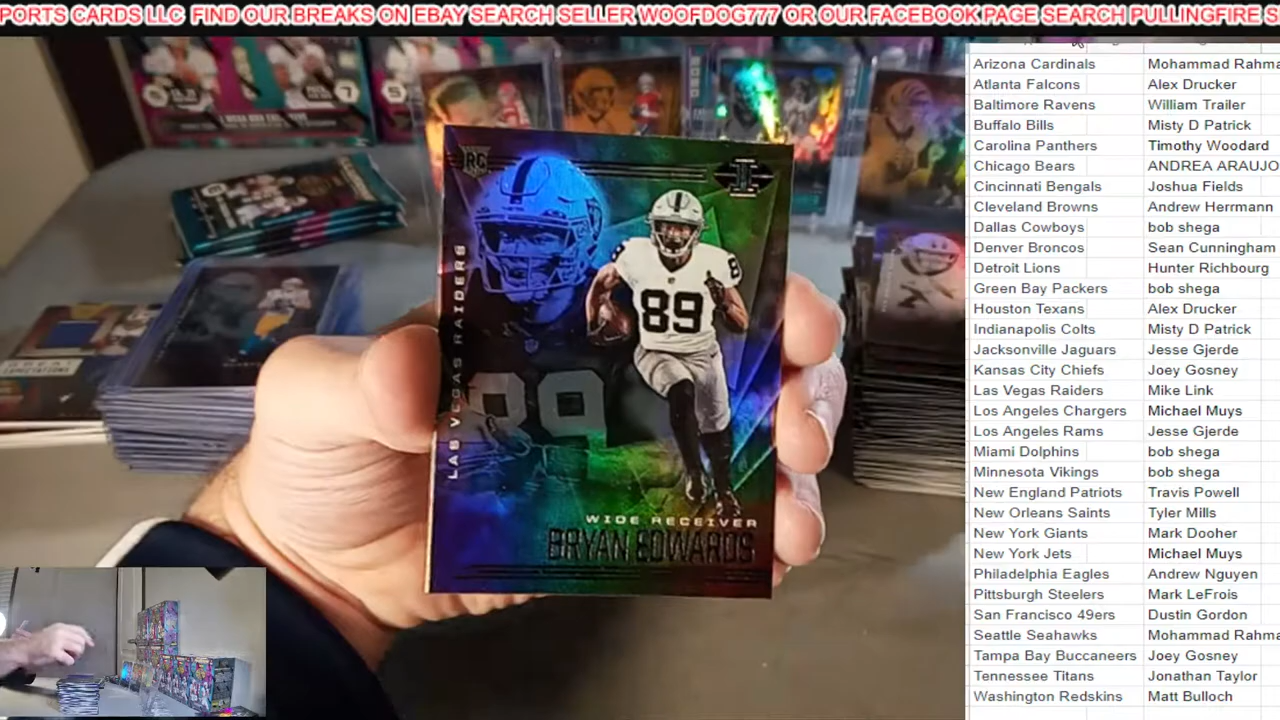 PORTS CARDS LLC FIND OUR BREAKS ON EBAY SEARCH SELLER WOOFDOG777 OR OUR FACEBOOK PAGE SEARCH PULLINGFIRE S
RC
LAS VEGAS RAIDERS
89
89
8
WIDE RECEIVER
BRYAN EDWARDS
7
5
Arizona Cardinals Mohammad Rahma
Atlanta Falcons Alex Drucker
Baltimore Ravens William Trailer
Buffalo Bills Misty D Patrick
Carolina Panthers Timothy Woodard
Chicago Bears ANDREA ARAUJO
Cincinnati Bengals Joshua Fields
Cleveland Browns Andrew Herrmann
Dallas Cowboys bob shega
Denver Broncos Sean Cunningham
Detroit Lions Hunter Richbourg
Green Bay Packers bob shega
Houston Texans Alex Drucker
Indianapolis Colts Misty D Patrick
Jacksonville Jaguars Jesse Gjerde
Kansas City Chiefs Joey Gosney
Las Vegas Raiders Mike Link
Los Angeles Chargers Michael Muys
Los Angeles Rams Jesse Gjerde
Miami Dolphins bob shega
Minnesota Vikings bob shega
New England Patriots Travis Powell
New Orleans Saints Tyler Mills
New York Giants Mark Dooher
New York Jets Michael Muys
Philadelphia Eagles Andrew Nguyen
Pittsburgh Steelers Mark LeFrois
San Francisco 49ers Dustin Gordon
Seattle Seahawks Mohammad Rahma
Tampa Bay Buccaneers Joey Gosney
Tennessee Titans Jonathan Taylor
Washington Redskins Matt Bulloch